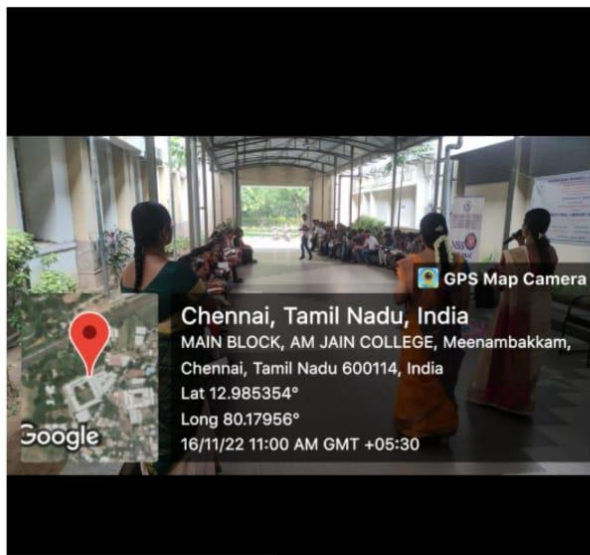 NSS
GPS Map Camera
Chennai, Tamil Nadu, India
MAIN BLOCK, AM JAIN COLLEGE, Meenambakkam,
Chennai, Tamil Nadu 600114, India
Lat 12.985354°
Long 80.17956°
16/11/22 11:00 AM GMT +05:30
Google